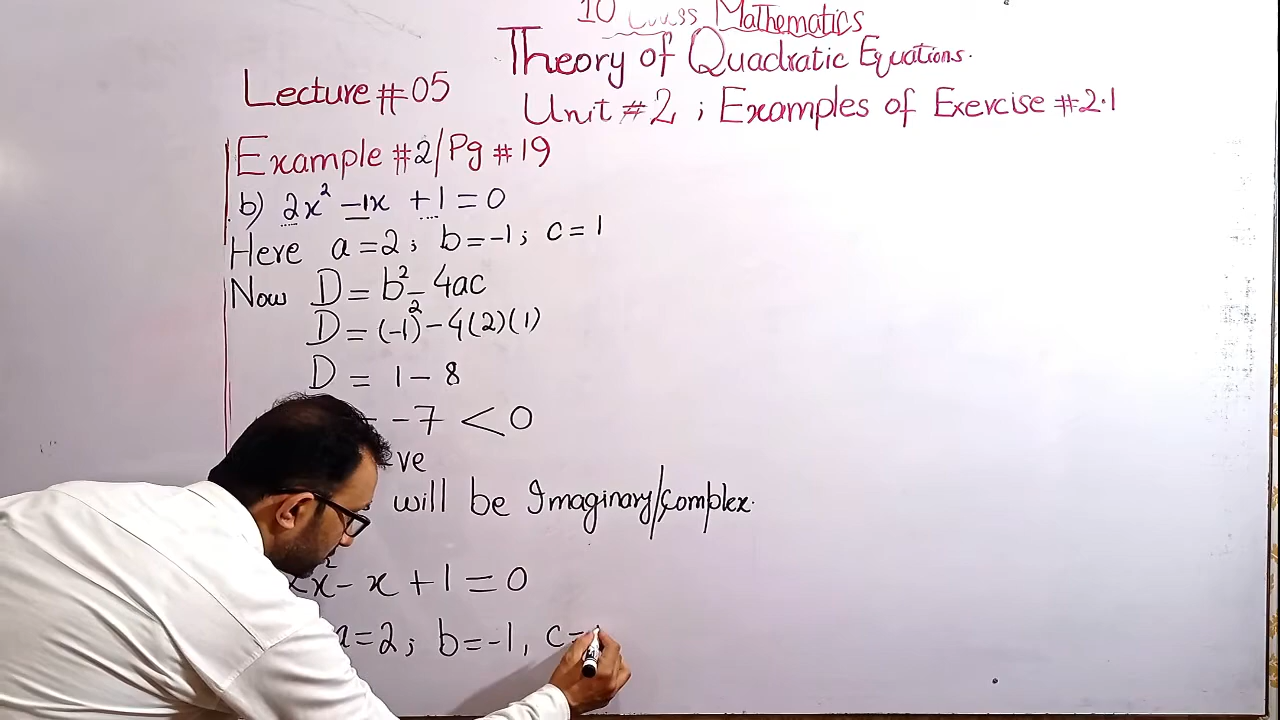 10 Class Mathematics
Theory of Quadratic Equations.
Lecture #05
Unit #2 ; Examples of Exercise #2.1
Example #2/Pg #19
b) 2x² -1x +1 = 0
Here a = 2 ; b = -1 ; c = 1
Now D = b² - 4ac
D = (-1)² - 4(2)(1)
D = 1 - 8
= -7 < 0
ve
will be Imaginary/Complex.
2x² - x + 1 = 0
a = 2 ; b = -1, c =